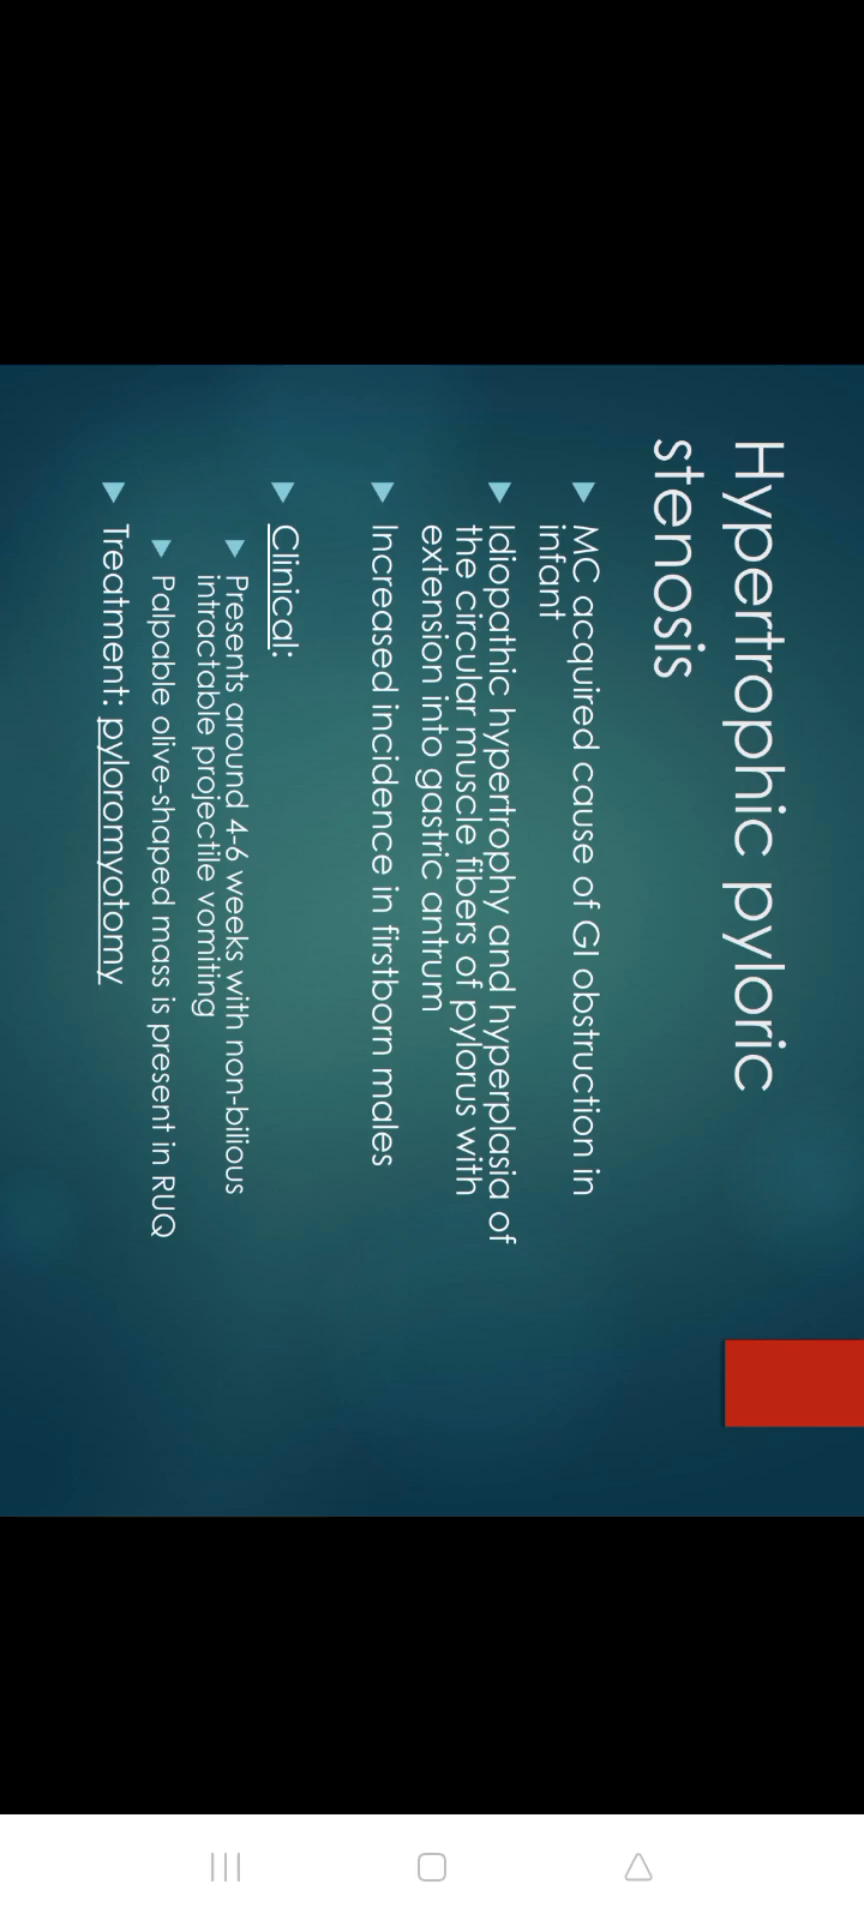 Hypertrophic pyloric
stenosis
MC acquired cause of GI obstruction in
infant
Idiopathic hypertrophy and hyperplasia of
the circular muscle fibers of pylorus with
extension into gastric antrum
Increased incidence in firstborn males
Clinical:
Presents around 4-6 weeks with non-bilious
intractable projectile vomiting
Palpable olive-shaped mass is present in RUQ
Treatment: pyloromyotomy